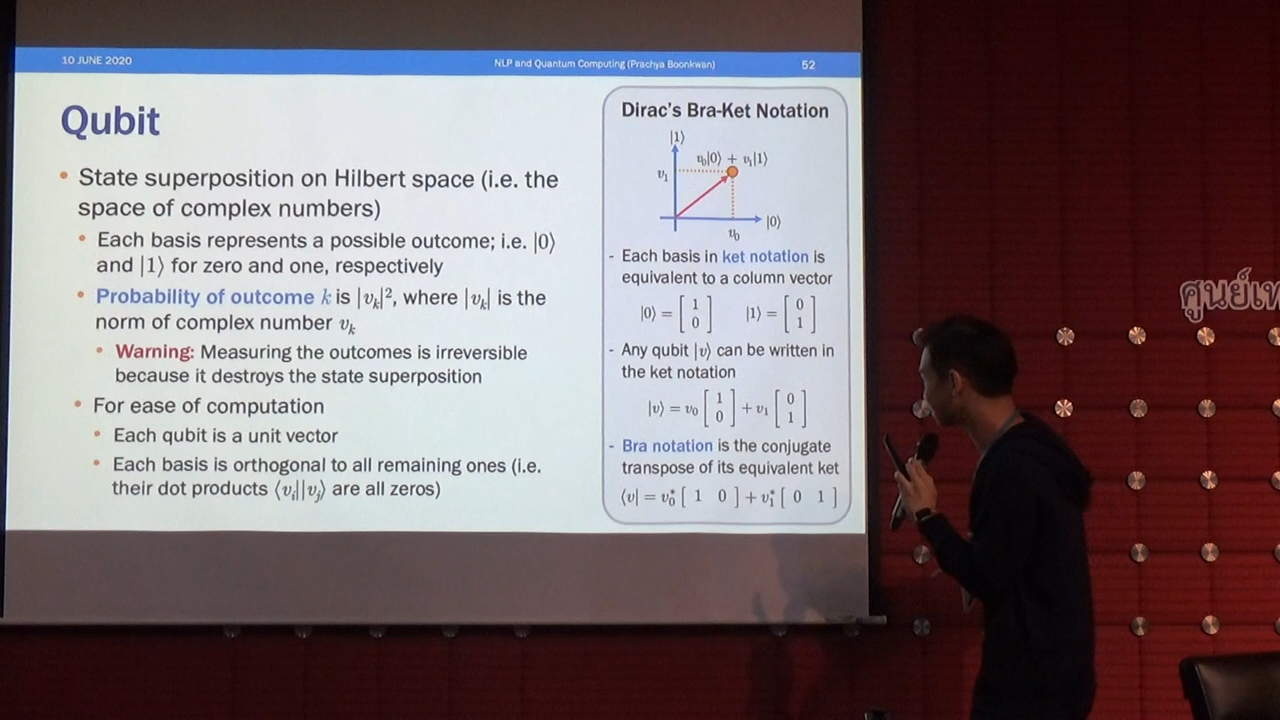 10 JUNE 2020
NLP and Quantum Computing (Prachya Boonkwan)
52
Qubit
• State superposition on Hilbert space (i.e. the
space of complex numbers)
• Each basis represents a possible outcome; i.e. |0⟩
and |1⟩ for zero and one, respectively
• Probability of outcome k is |vₖ|², where |vₖ| is the
norm of complex number vₖ
• Warning: Measuring the outcomes is irreversible
because it destroys the state superposition
• For ease of computation
• Each qubit is a unit vector
• Each basis is orthogonal to all remaining ones (i.e.
their dot products ⟨vᵢ||vⱼ⟩ are all zeros)
Dirac's Bra-Ket Notation
|1⟩
v₀|0⟩ + v₁|1⟩
v₁
|0⟩
v₀
- Each basis in ket notation is
equivalent to a column vector
|0⟩ = [1 0] |1⟩ = [0 1]
- Any qubit |v⟩ can be written in
the ket notation
|v⟩ = v₀ [1 0] + v₁ [0 1]
- Bra notation is the conjugate
transpose of its equivalent ket
⟨v| = v₀* [ 1 0 ] + v₁* [ 0 1 ]
ศูนย์เท